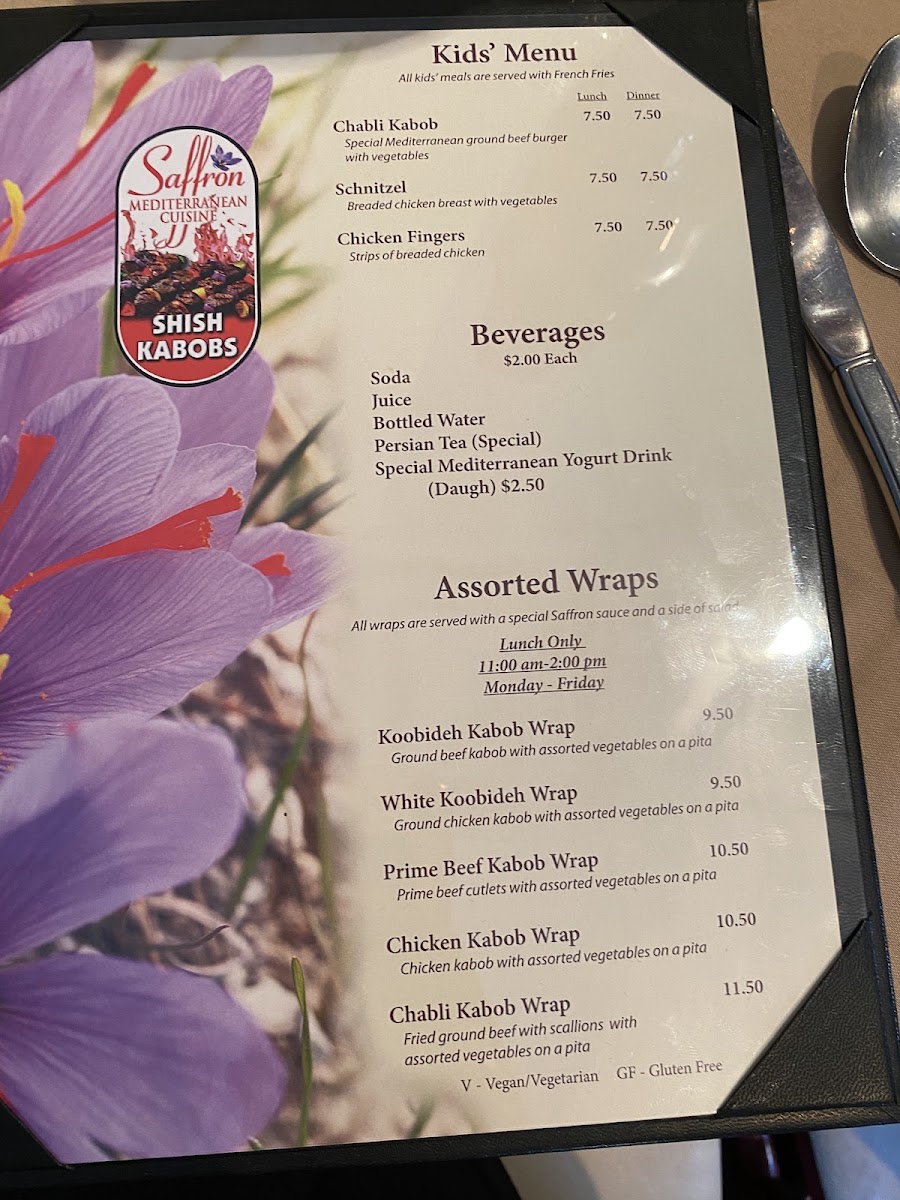 Saffron
MEDITERRANEAN
CUISINE
SHISH
KABOBS
Kids' Menu
All kids' meals are served with French Fries
Lunch Dinner
Chabli Kabob 7.50 7.50
Special Mediterranean ground beef burger
with vegetables
Schnitzel 7.50 7.50
Breaded chicken breast with vegetables
Chicken Fingers 7.50 7.50
Strips of breaded chicken
Beverages
$2.00 Each
Soda
Juice
Bottled Water
Persian Tea (Special)
Special Mediterranean Yogurt Drink
(Daugh) $2.50
Assorted Wraps
All wraps are served with a special Saffron sauce and a side of salad
Lunch Only
11:00 am-2:00 pm
Monday - Friday
Koobideh Kabob Wrap 9.50
Ground beef kabob with assorted vegetables on a pita
White Koobideh Wrap 9.50
Ground chicken kabob with assorted vegetables on a pita
Prime Beef Kabob Wrap 10.50
Prime beef cutlets with assorted vegetables on a pita
Chicken Kabob Wrap 10.50
Chicken kabob with assorted vegetables on a pita
Chabli Kabob Wrap 11.50
Fried ground beef with scallions with
assorted vegetables on a pita
V - Vegan/Vegetarian GF - Gluten Free